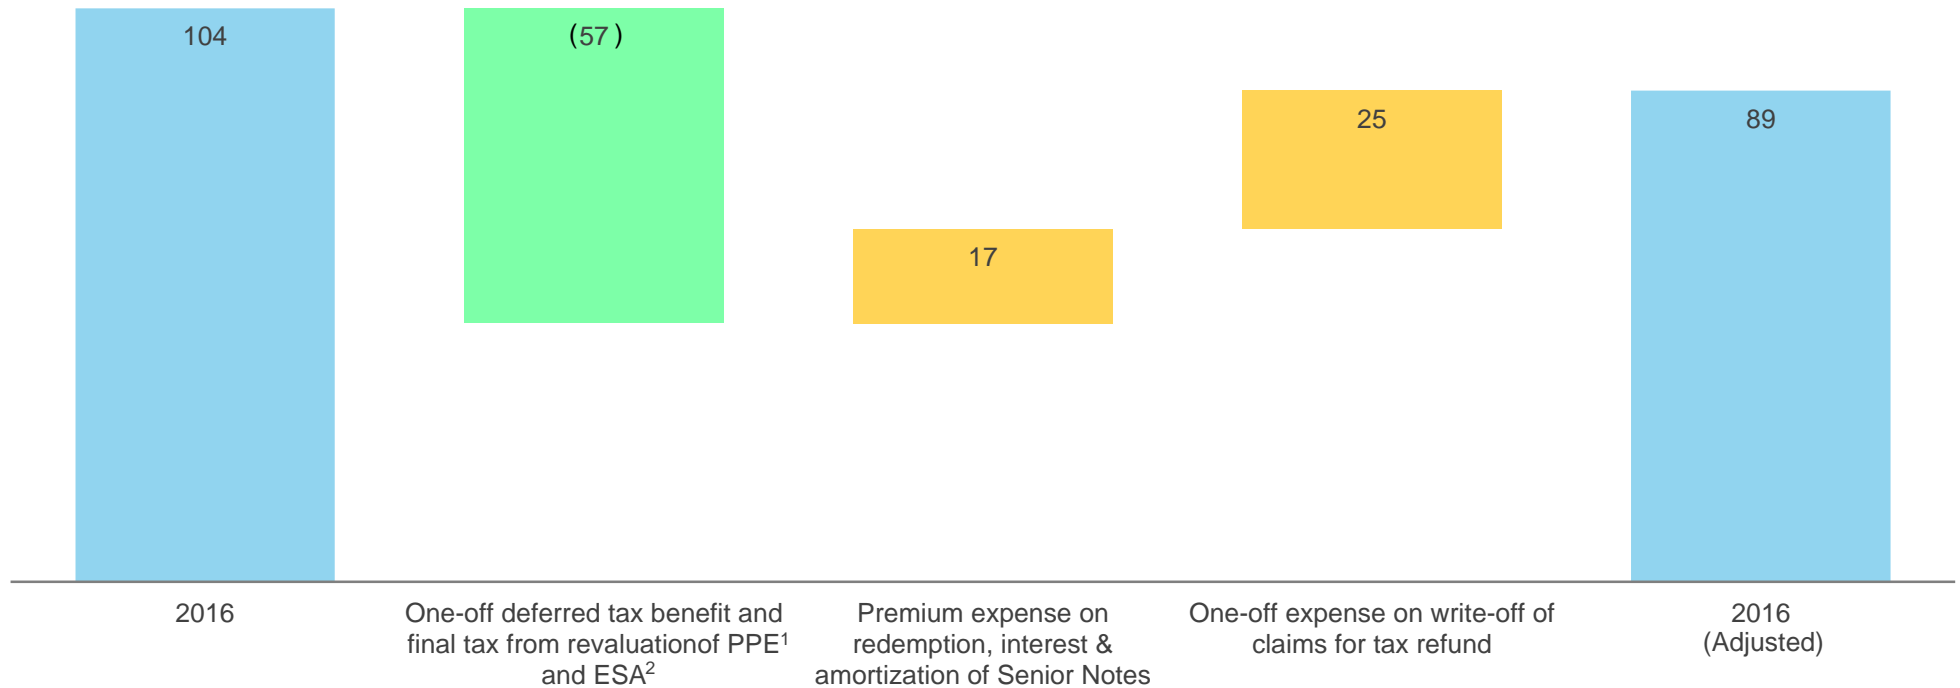 104
(57)
17
25
89
2016
One-off deferred tax benefit and
final tax from revaluationof PPE¹
and ESA²
Premium expense on
redemption, interest &
amortization of Senior Notes
One-off expense on write-off of
claims for tax refund
2016
(Adjusted)